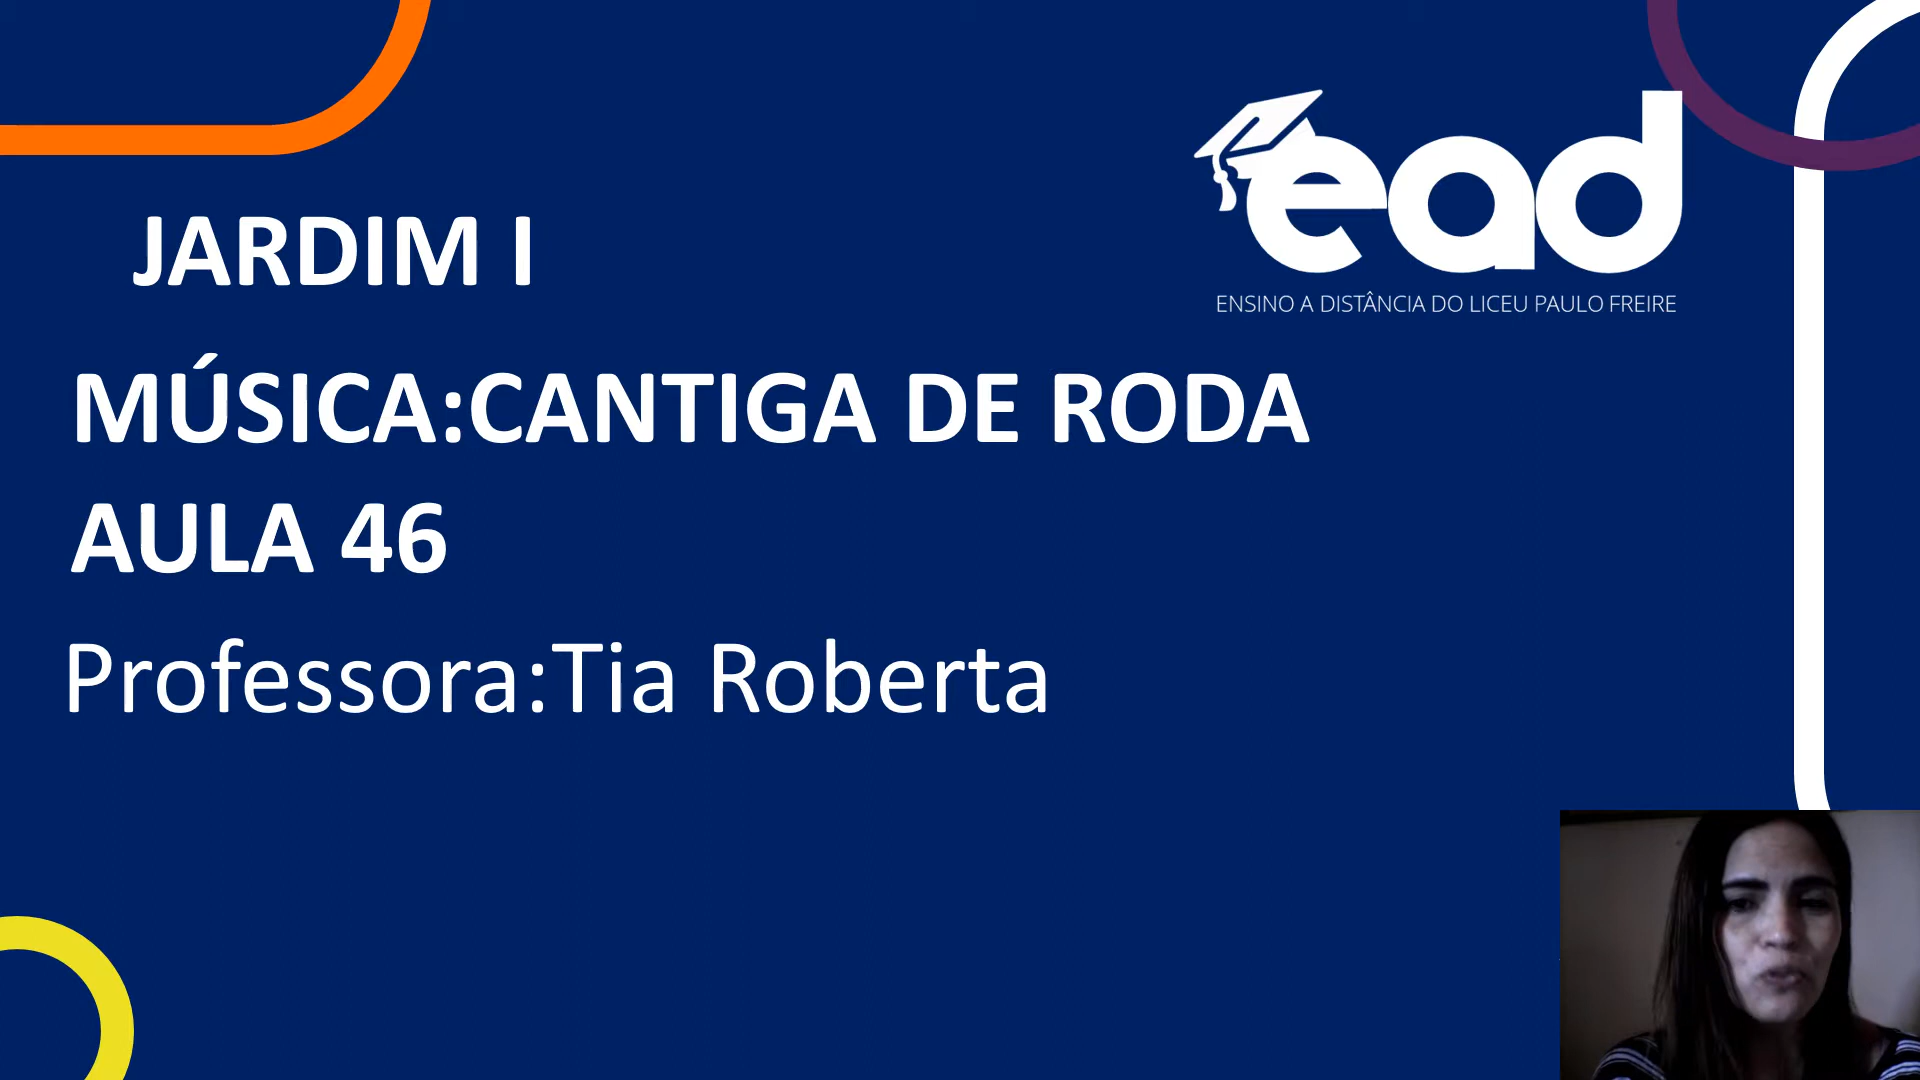 ead
ENSINO A DISTÂNCIA DO LICEU PAULO FREIRE
JARDIM I
MÚSICA:CANTIGA DE RODA
AULA 46
Professora:Tia Roberta